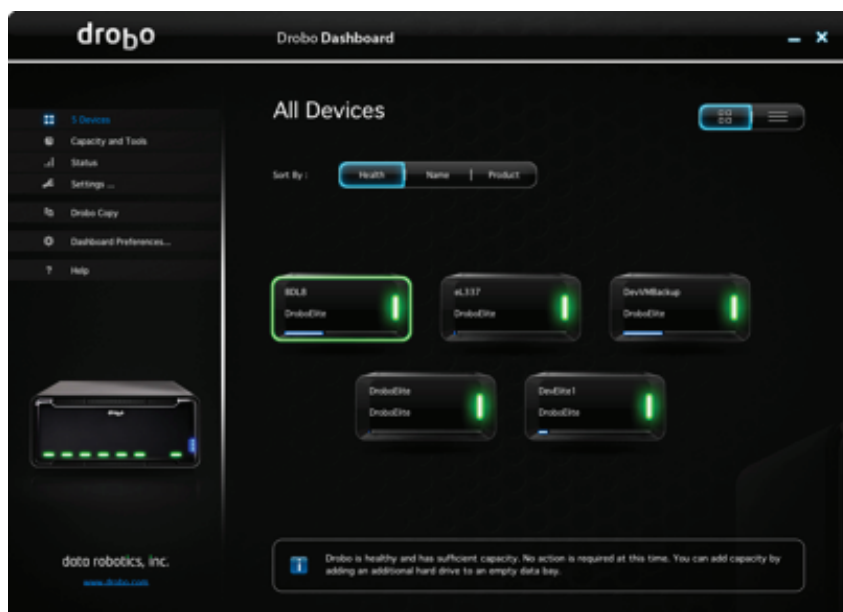 drobo
Drobo Dashboard
All Devices
5 Devices
Capacity and Tools
Status
Settings ...
Drobo Copy
Dashboard Preferences...
? Help
Sort By :
Health | Name | Product
BDLB
DroboElite
eL337
DroboElite
DevVMBackup
DroboElite
DroboElite
DroboElite
DevElite1
DroboElite
drobo
data robotics, inc.
www.drobo.com
Drobo is healthy and has sufficient capacity. No action is required at this time. You can add capacity by
adding an additional hard drive to an empty data bay.